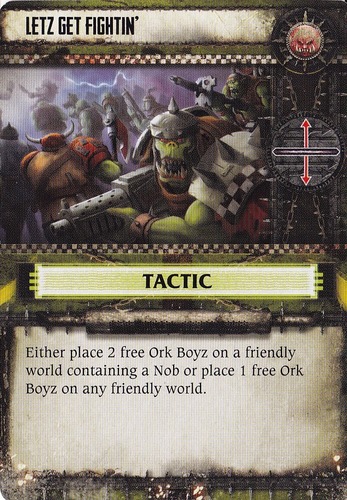 LETZ GET FIGHTIN'
TACTIC
Either place 2 free Ork Boyz on a friendly
world containing a Nob or place 1 free Ork
Boyz on any friendly world.